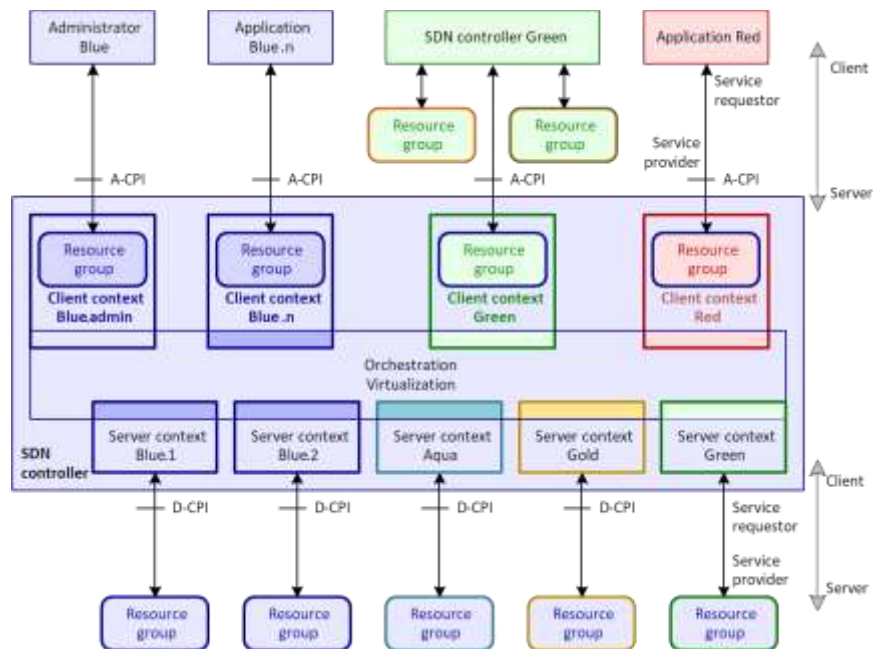 Administrator
Blue
Application
Blue .n
SDN controller Green
Application Red
Client
Service
requestor
Resource
group
Resource
group
Service
provider
A-CPI
A-CPI
A-CPI
A-CPI
Server
Resource
group
Resource
group
Resource
group
Resource
group
Client context
Blue.admin
Client context
Blue .n
Client context
Green
Client context
Red
Orchestration
Virtualization
SDN
controller
Server context
Blue.1
Server context
Blue.2
Server context
Aqua
Server context
Gold
Server context
Green
Client
D-CPI
D-CPI
D-CPI
D-CPI
Service
requestor
Service
provider
Server
Resource
group
Resource
group
Resource
group
Resource
group
Resource
group